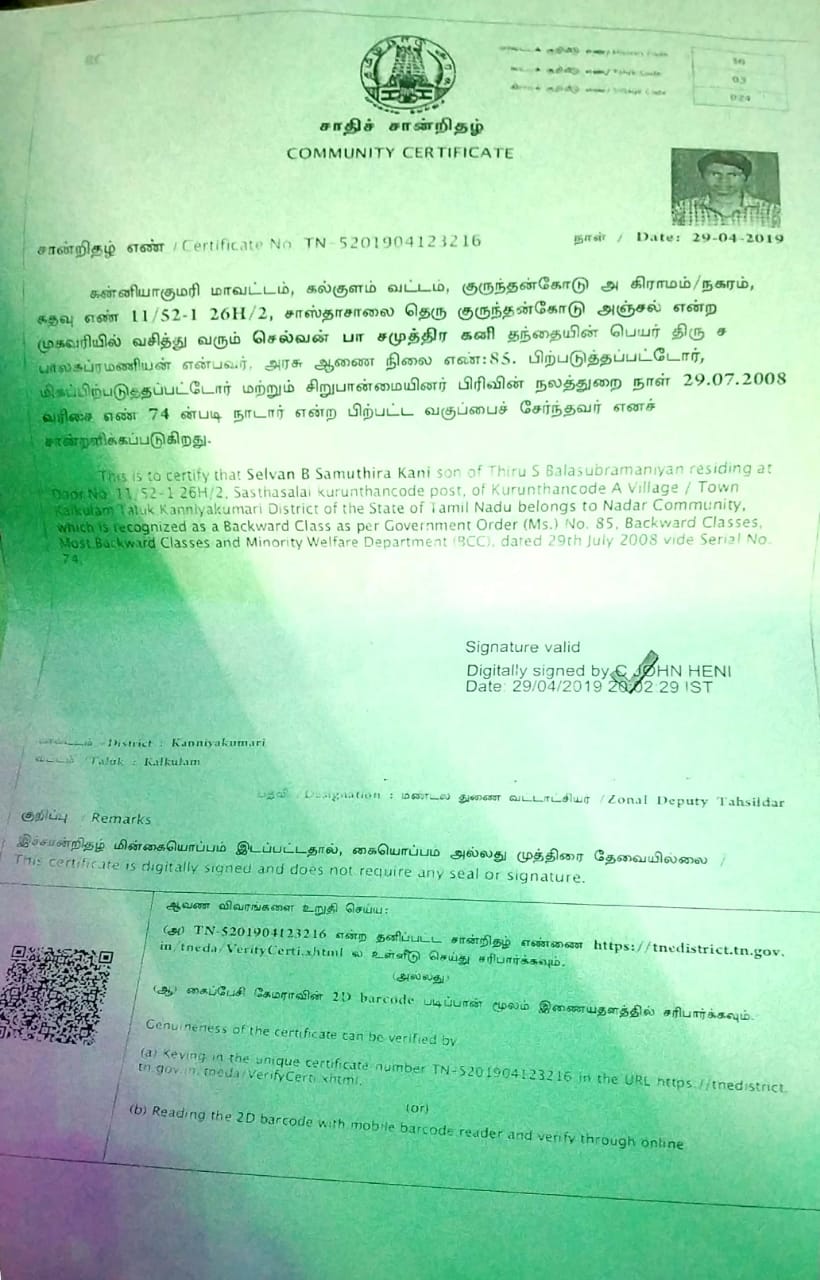 BC
சாதிச் சான்றிதழ்
COMMUNITY CERTIFICATE
குறியீடு எண்/ District Code 30
குறியீடு எண்/ Taluk Code 03
குறியீடு எண்/ Village Code 024
சான்றிதழ் எண் / Certificate No. TN-5201904123216
நாள் / Date: 29-04-2019
கன்னியாகுமரி மாவட்டம், கல்குளம் வட்டம், குருந்தன்கோடு அ கிராமம்/நகரம்,
கதவு எண் 11/52-1 26H/2, சாஸ்தாசாலை தெரு குருந்தன்கோடு அஞ்சல் என்ற
முகவரியில் வசித்து வரும் செல்வன் பா சமுத்திர கனி தந்தையின் பெயர் திரு ச
பாலசுப்ரமணியன் என்பவர், அரசு ஆணை நிலை எண்:85. பிற்படுத்தப்பட்டோர்,
மிகப்பிற்படுத்தப்பட்டோர் மற்றும் சிறுபான்மையினர் பிரிவின் நலத்துறை நாள் 29.07.2008
வரிசை எண் 74 ன்படி நாடார் என்ற பிற்பட்ட வகுப்பைச் சேர்ந்தவர் எனச்
சான்றளிக்கப்படுகிறது.
This is to certify that Selvan B Samuthira Kani son of Thiru S Balasubramaniyan residing at
Door.No. 11/52-1 26H/2, Sasthasalai kurunthancode post, of Kurunthancode A Village / Town
Kalkulam Taluk Kanniyakumari District of the State of Tamil Nadu belongs to Nadar Community,
which is recognized as a Backward Class as per Government Order (Ms.) No. 85, Backward Classes,
Most Backward Classes and Minority Welfare Department (BCC), dated 29th July 2008 vide Serial No.
74.
Signature valid
Digitally signed by C JOHN HENI
Date: 29/04/2019 20:02:29 IST
மாவட்டம் /District : Kanniyakumari
வட்டம் /Taluk : Kalkulam
பதவி / Designation : மண்டல துணை வட்டாட்சியர் /Zonal Deputy Tahsildar
குறிப்பு / Remarks
இச்சான்றிதழ் மின்கையொப்பம் இடப்பட்டதால், கையொப்பம் அல்லது முத்திரை தேவையில்லை /
This certificate is digitally signed and does not require any seal or signature.
ஆவண விவரங்களை உறுதி செய்ய:
(அ) TN-5201904123216 என்ற தனிப்பட்ட சான்றிதழ் எண்ணை https://tnedistrict.tn.gov.
in/tneda/VerifyCerti.xhtml ல் உள்ளீடு செய்து சரிபார்க்கவும்.
(அல்லது)
(ஆ) கைப்பேசி கேமராவின் 2D barcode படிப்பான் மூலம் இணையதளத்தில் சரிபார்க்கவும்.
Genuineness of the certificate can be verified by
(a) Keying in the unique certificate number TN-5201904123216 in the URL https://tnedistrict.
tn.gov.in/tneda/VerifyCerti.xhtml.
(or)
(b) Reading the 2D barcode with mobile barcode reader and verify through online